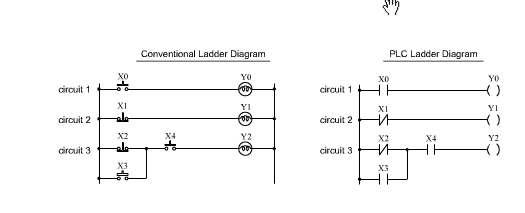 Conventional Ladder Diagram
circuit 1 X0 Y0
circuit 2 X1 Y1
circuit 3 X2 X4 Y2
X3
PLC Ladder Diagram
circuit 1 X0 Y0
circuit 2 X1 Y1
circuit 3 X2 X4 Y2
X3